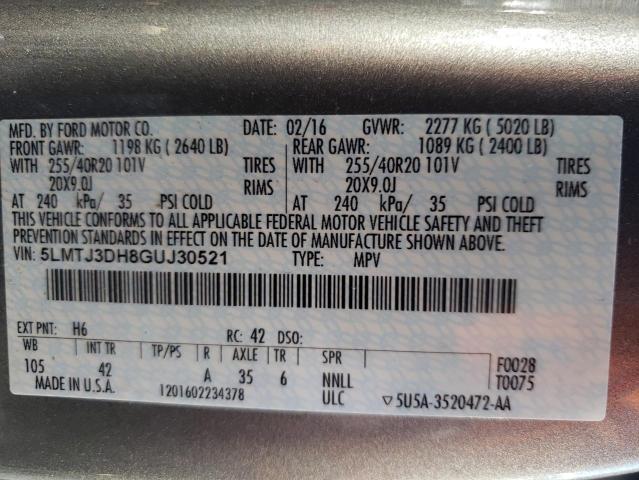 MFD. BY FORD MOTOR CO. DATE: 02/16 GVWR: 2277 KG ( 5020 LB)
FRONT GAWR: 1198 KG ( 2640 LB) REAR GAWR: 1089 KG ( 2400 LB)
WITH 255/40R20 101V TIRES WITH 255/40R20 101V TIRES
20X9.0J RIMS 20X9.0J RIMS
AT 240 kPa/ 35 PSI COLD AT 240 kPa/ 35 PSI COLD
THIS VEHICLE CONFORMS TO ALL APPLICABLE FEDERAL MOTOR VEHICLE SAFETY AND THEFT
PREVENTION STANDARDS IN EFFECT ON THE DATE OF MANUFACTURE SHOWN ABOVE.
VIN: 5LMTJ3DH8GUJ30521 TYPE: MPV
EXT PNT: H6 RC: 42 DSO:
WB INT TR TP/PS R AXLE TR SPR F0028
105 42 A 35 6 NNLL T0075
MADE IN U.S.A. 1201602234378 ULC ▽5U5A-3520472-AA